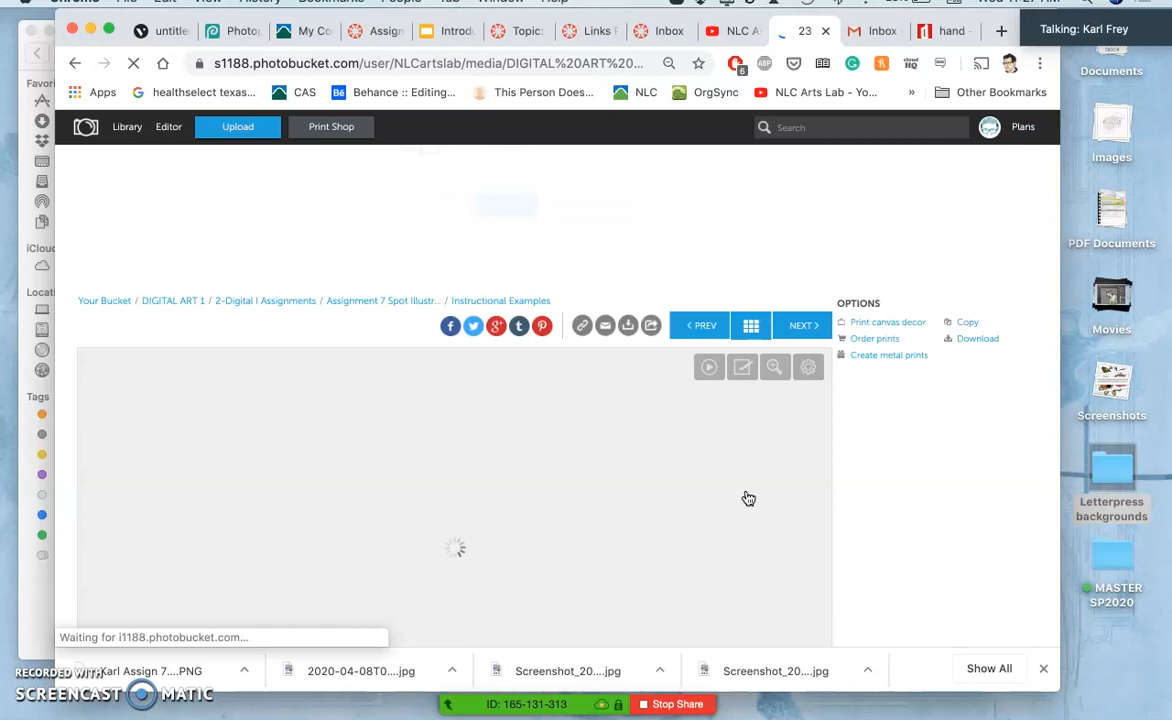 Talking: Karl Frey
untitle
Photo
My Co
Assign
Introdu
Topic:
Links F
Inbox
NLC A
23
Inbox
hand -
s1188.photobucket.com/user/NLCartslab/media/DIGITAL%20ART%20...
6
Apps
healthselect texas...
CAS
Behance :: Editing...
This Person Does...
NLC
OrgSync
NLC Arts Lab - Yo...
»
Other Bookmarks
Library
Editor
Upload
Print Shop
Search
Plans
Your Bucket / DIGITAL ART 1 / 2-Digital I Assignments / Assignment 7 Spot Illustr... / Instructional Examples
< PREV
NEXT >
OPTIONS
Print canvas decor
Copy
Order prints
Download
Create metal prints
Favori
iCloud
Locati
Tags
Documents
Images
PDF Documents
Movies
Screenshots
Letterpress
backgrounds
MASTER
SP2020
Waiting for i1188.photobucket.com...
Karl Assign 7....PNG
2020-04-08T0....jpg
Screenshot_20....jpg
Screenshot_20....jpg
Show All
RECORDED WITH
SCREENCAST MATIC
ID: 165-131-313
Stop Share